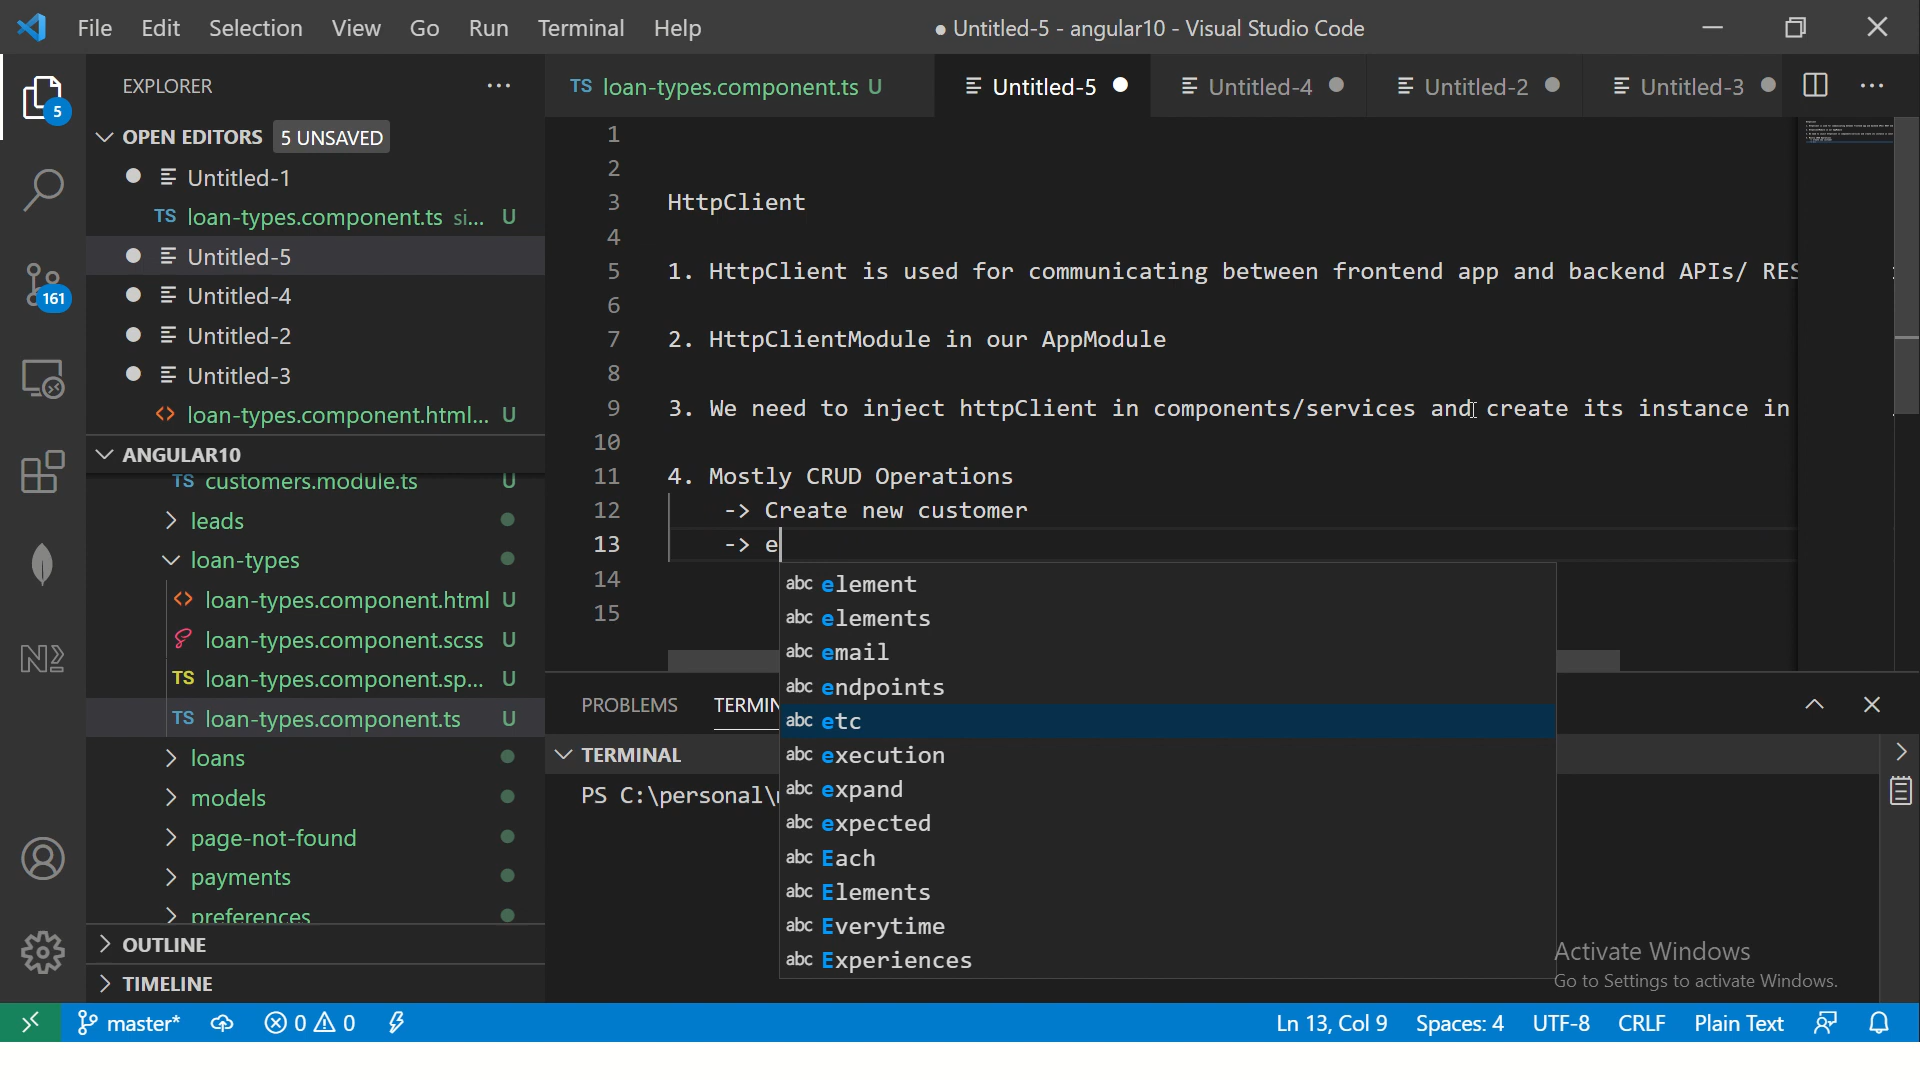 File Edit Selection View Go Run Terminal Help
● Untitled-5 - angular10 - Visual Studio Code
EXPLORER
5
OPEN EDITORS 5 UNSAVED
Untitled-1
TS loan-types.component.ts si... U
Untitled-5
Untitled-4
161
Untitled-2
Untitled-3
loan-types.component.html... U
ANGULAR10
TS customers.module.ts U
leads
loan-types
loan-types.component.html U
loan-types.component.scss U
TS loan-types.component.sp... U
TS loan-types.component.ts U
loans
models
page-not-found
payments
preferences
OUTLINE
TIMELINE
TS loan-types.component.ts U
Untitled-5
Untitled-4
Untitled-2
Untitled-3
1
2
3 HttpClient
4
5 1. HttpClient is used for communicating between frontend app and backend APIs/ RES
6
7 2. HttpClientModule in our AppModule
8
9 3. We need to inject httpClient in components/services and create its instance in
10
11 4. Mostly CRUD Operations
12 -> Create new customer
13 -> e
14
15
abc element
abc elements
abc email
abc endpoints
abc etc
abc execution
abc expand
abc expected
abc Each
abc Elements
abc Everytime
abc Experiences
PROBLEMS TERMIN
TERMINAL
PS C:\personal\
Activate Windows
Go to Settings to activate Windows.
master* 0 0
Ln 13, Col 9 Spaces: 4 UTF-8 CRLF Plain Text